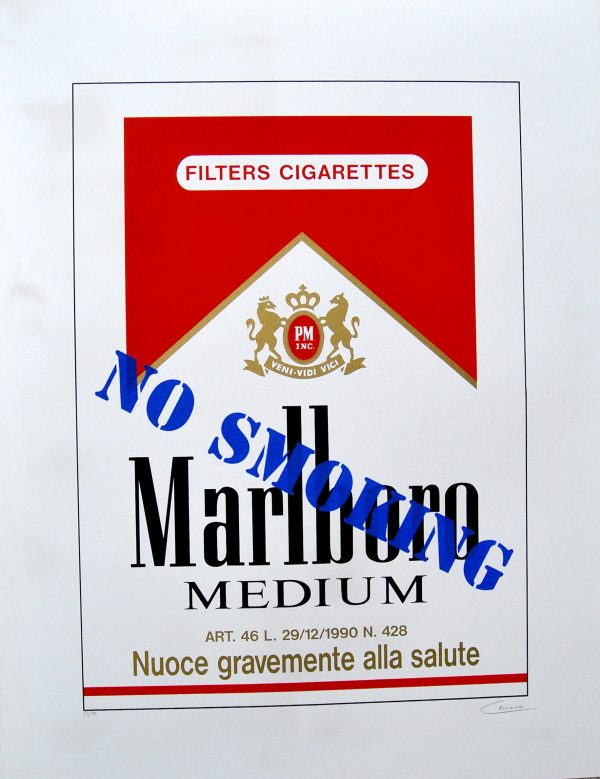 FILTERS CIGARETTES
PM
INC.
VENI·VIDI VICI
NO SMOKING
Marlboro
MEDIUM
ART. 46 L. 29/12/1990 N. 428
Nuoce gravemente alla salute